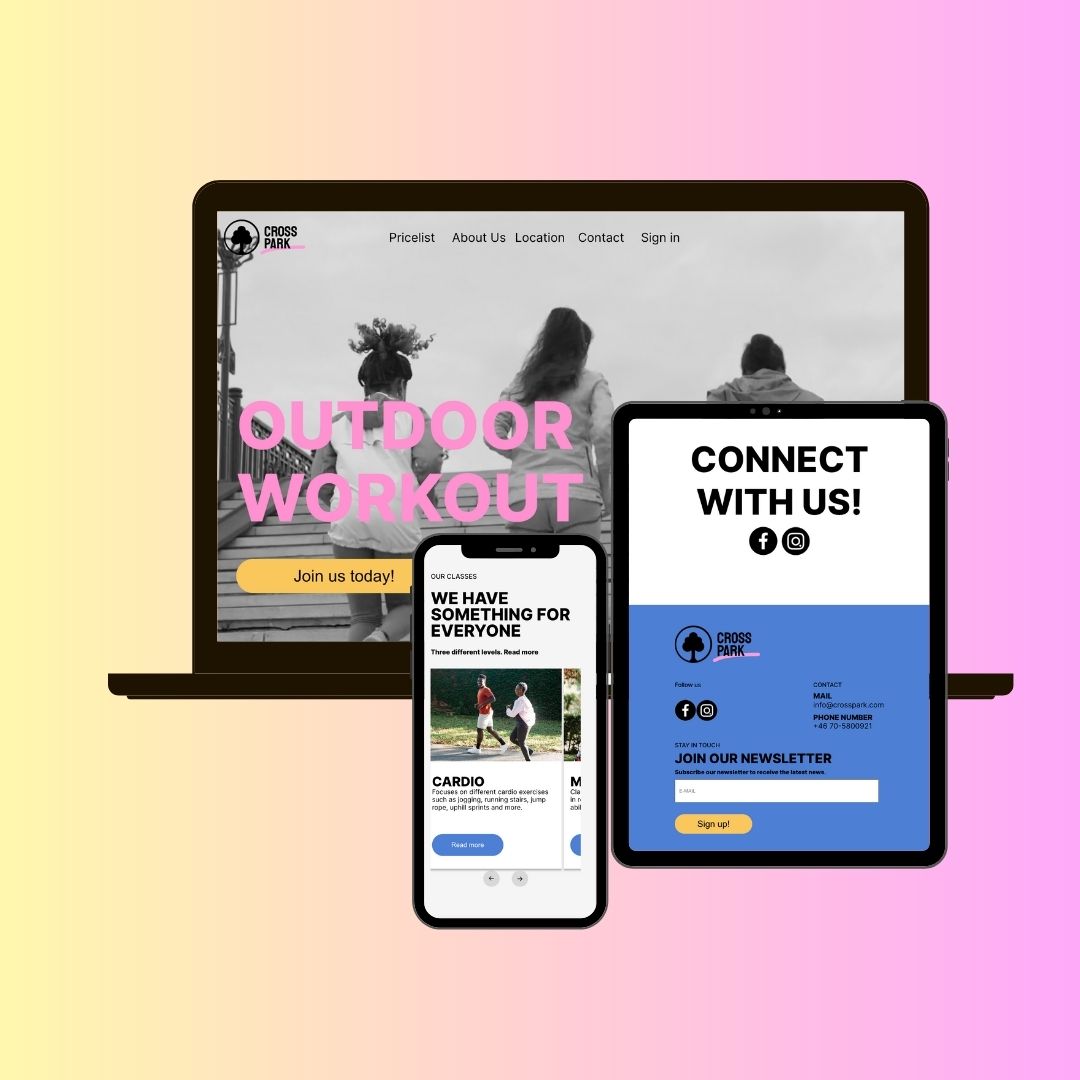 CROSS
PARK
Pricelist About Us Location Contact Sign in
OUTDOOR
WORKOUT
Join us today!
OUR CLASSES
WE HAVE
SOMETHING FOR
EVERYONE
Three different levels. Read more
CARDIO
Focuses on different cardio exercises
such as jogging, running stairs, jump
rope, uphill sprints and more.
Read more
M
Cla
in r
abil
CONNECT
WITH US!
CROSS
PARK
Follow us
CONTACT
MAIL
info@crosspark.com
PHONE NUMBER
+46 70-5800921
STAY IN TOUCH
JOIN OUR NEWSLETTER
Subscribe our newsletter to receive the latest news.
E-MAIL
Sign up!